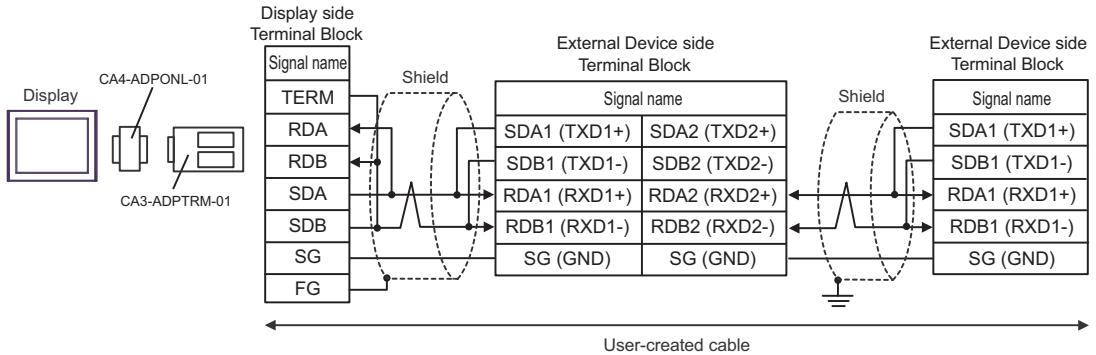 Display
CA4-ADPONL-01
CA3-ADPTRM-01
Display side
Terminal Block
Signal name
TERM
RDA
RDB
SDA
SDB
SG
FG
Shield
External Device side
Terminal Block
Signal name
SDA1 (TXD1+) SDA2 (TXD2+)
SDB1 (TXD1-) SDB2 (TXD2-)
RDA1 (RXD1+) RDA2 (RXD2+)
RDB1 (RXD1-) RDB2 (RXD2-)
SG (GND) SG (GND)
Shield
External Device side
Terminal Block
Signal name
SDA1 (TXD1+)
SDB1 (TXD1-)
RDA1 (RXD1+)
RDB1 (RXD1-)
SG (GND)
User-created cable